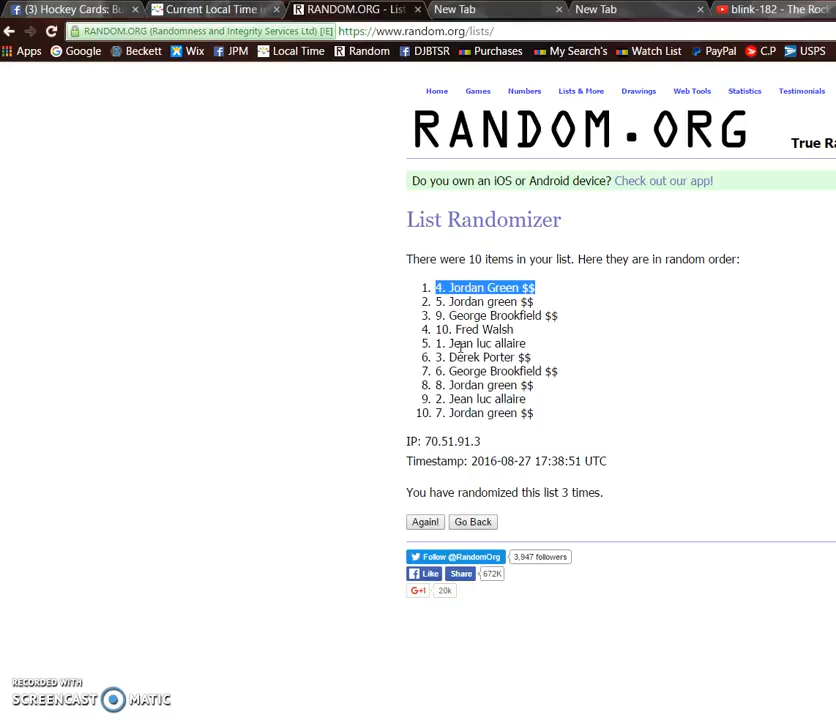 (3) Hockey Cards: Bu
Current Local Time i
RANDOM.ORG - List
New Tab
New Tab
blink-182 - The Roc
RANDOM.ORG (Randomness and Integrity Services Ltd) [IE] https://www.random.org/lists/
Apps Google Beckett Wix JPM Local Time Random DJBTSR Purchases My Search's Watch List PayPal C.P USPS
Home Games Numbers Lists & More Drawings Web Tools Statistics Testimonials
RANDOM.ORG
True Ra
Do you own an iOS or Android device? Check out our app!
List Randomizer
There were 10 items in your list. Here they are in random order:
1. 4. Jordan Green $$
2. 5. Jordan green $$
3. 9. George Brookfield $$
4. 10. Fred Walsh
5. 1. Jean luc allaire
6. 3. Derek Porter $$
7. 6. George Brookfield $$
8. 8. Jordan green $$
9. 2. Jean luc allaire
10. 7. Jordan green $$
IP: 70.51.91.3
Timestamp: 2016-08-27 17:38:51 UTC
You have randomized this list 3 times.
Again! Go Back
Follow @RandomOrg 3,947 followers
Like Share 672K
G+1 20k
RECORDED WITH
SCREENCAST MATIC